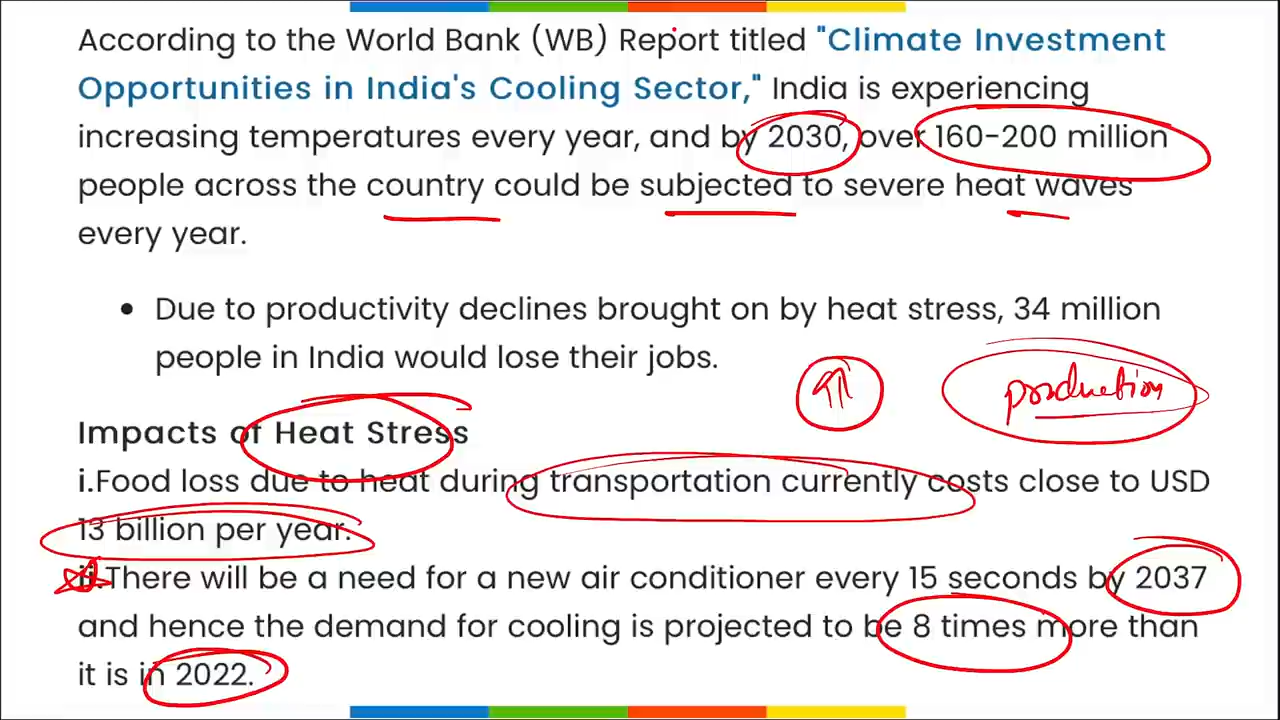 According to the World Bank (WB) Report titled "Climate Investment
Opportunities in India's Cooling Sector," India is experiencing
increasing temperatures every year, and by 2030, over 160-200 million
people across the country could be subjected to severe heat waves
every year.
• Due to productivity declines brought on by heat stress, 34 million
people in India would lose their jobs.
production
Impacts of Heat Stress
i.Food loss due to heat during transportation currently costs close to USD
13 billion per year.
ii.There will be a need for a new air conditioner every 15 seconds by 2037
and hence the demand for cooling is projected to be 8 times more than
it is in 2022.